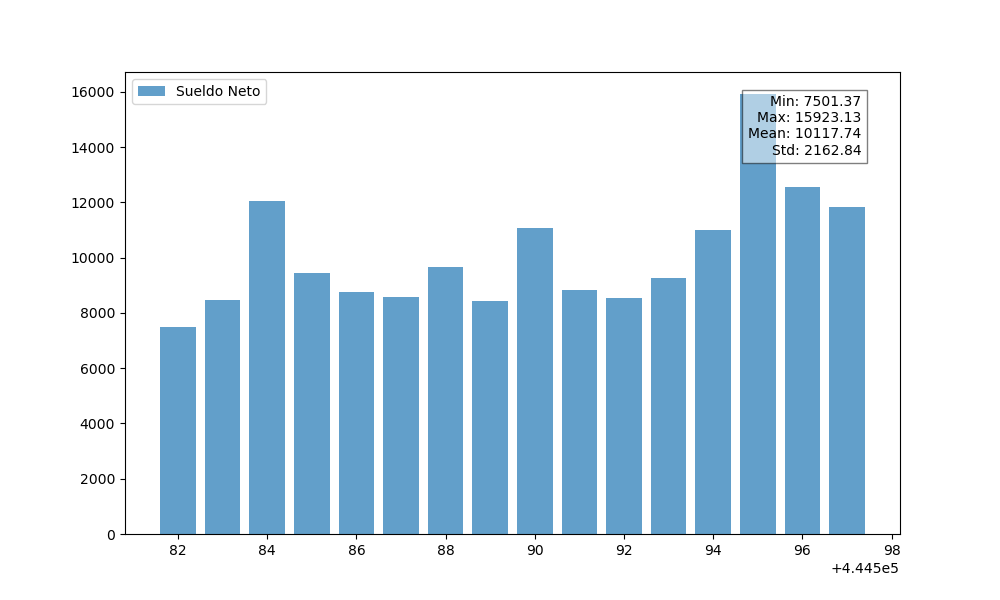 Sueldo Neto
Min: 7501.37
Max: 15923.13
Mean: 10117.74
Std: 2162.84
16000
14000
12000
10000
8000
6000
4000
2000
0
82 84 86 88 90 92 94 96 98
+4.445e5